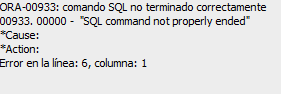 ORA-00933: comando SQL no terminado correctamente
00933. 00000 -  "SQL command not properly ended"
*Cause:
*Action:
Error en la línea: 6, columna: 1